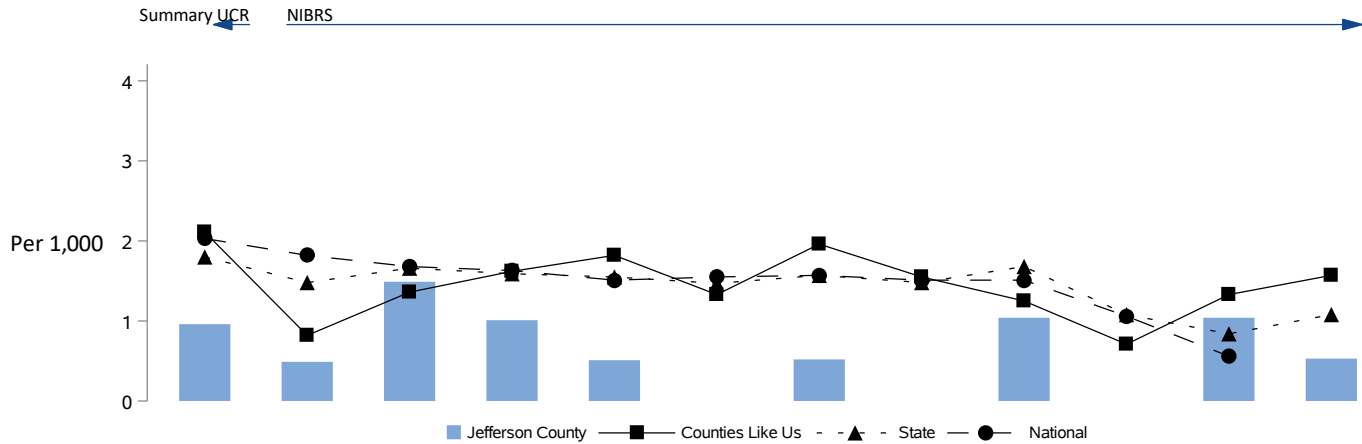 Summary UCR NIBRS
4
3
Per 1,000
2
1
0
Jefferson County Counties Like Us State National